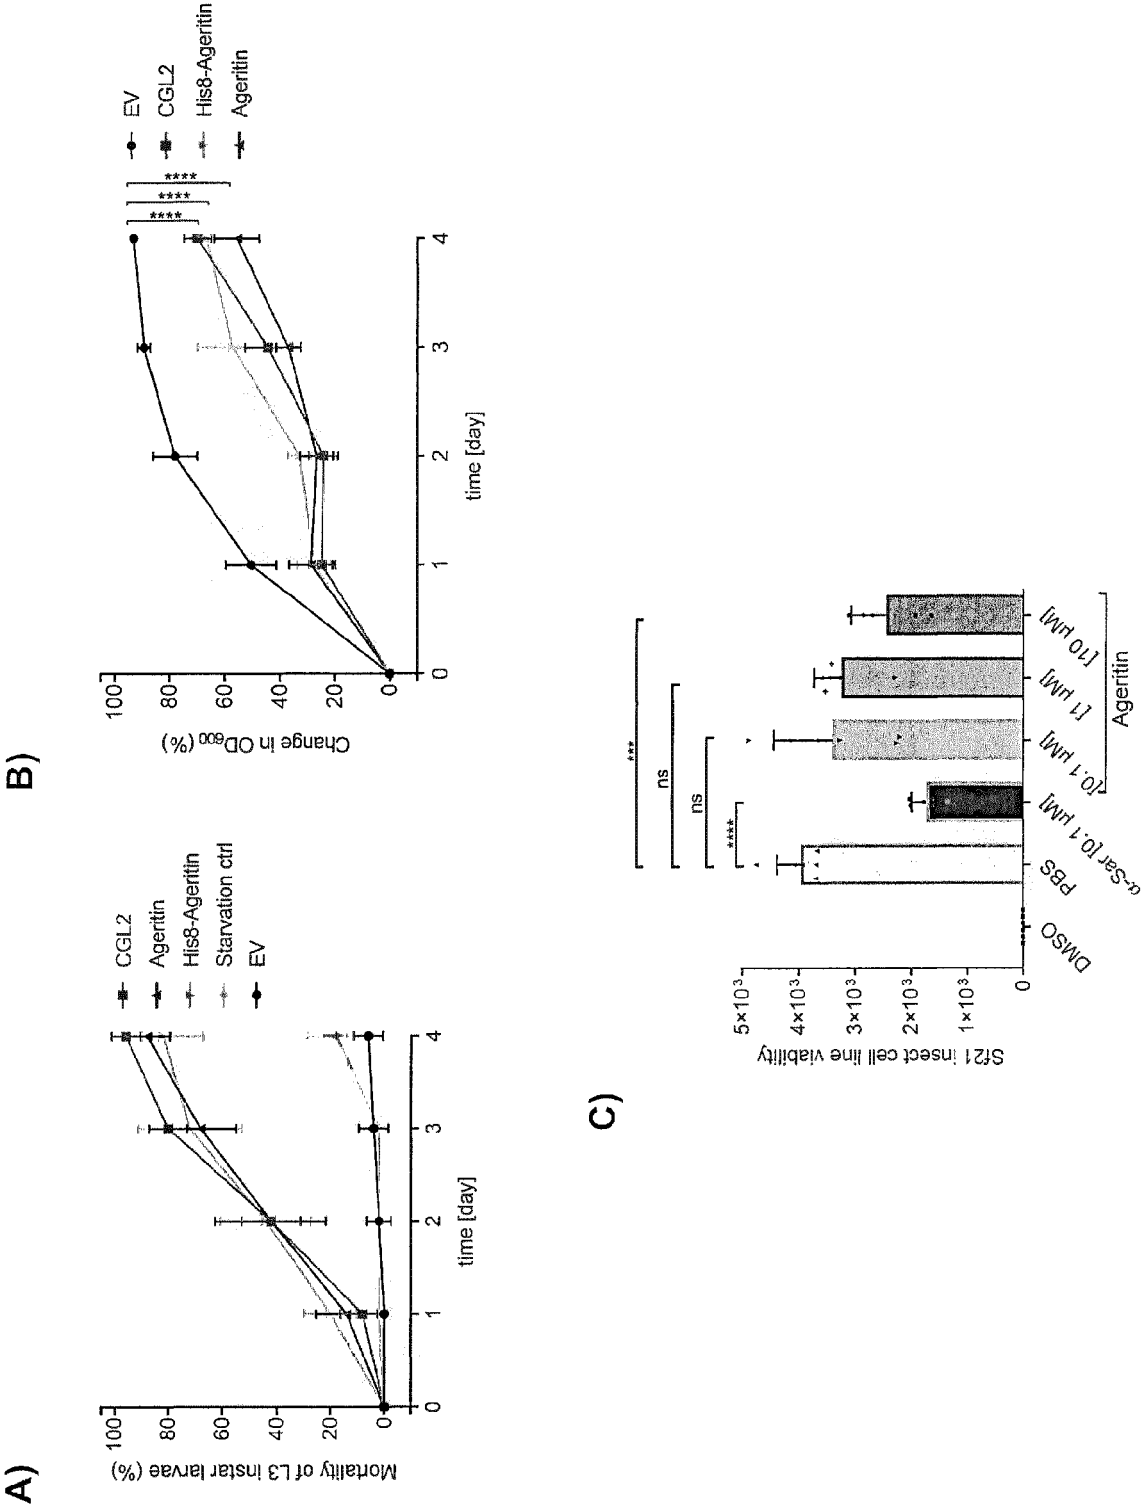 A)
Mortality of L3 instar larvae (%)
100
80
60
40
20
0
0 1 2 3 4
time [day]
CGL2
Ageritin
His8-Ageritin
Starvation ctrl
EV
B)
Change in OD600 (%)
100
80
60
40
20
0
0 1 2 3 4
time [day]
**** **** ****
EV
CGL2
His8-Ageritin
Ageritin
C)
Sf21 insect cell line viability
5×10³
4×10³
3×10³
2×10³
1×10³
0
***
ns
ns
****
DMSO
PBS
α-Sar [0.1 µM]
[0.1 µM]
[1 µM]
[10 µM]
Ageritin